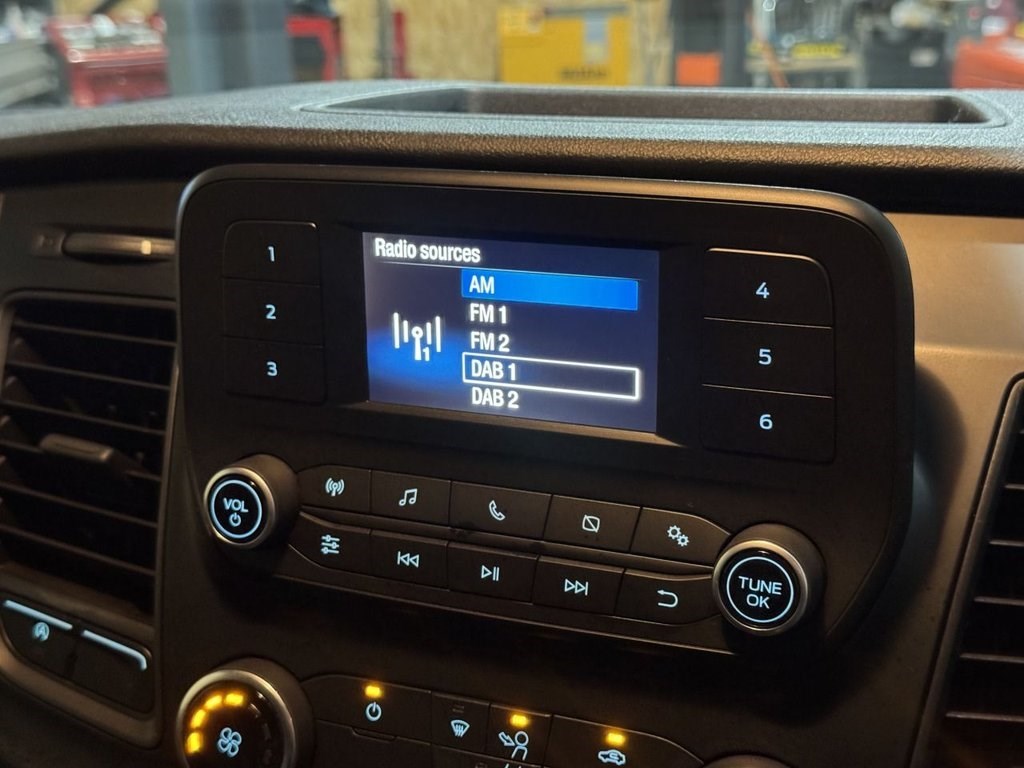 Radio sources
AM
FM 1
FM 2
DAB 1
DAB 2
1
1
2
3
4
5
6
VOL
TUNE
OK
A